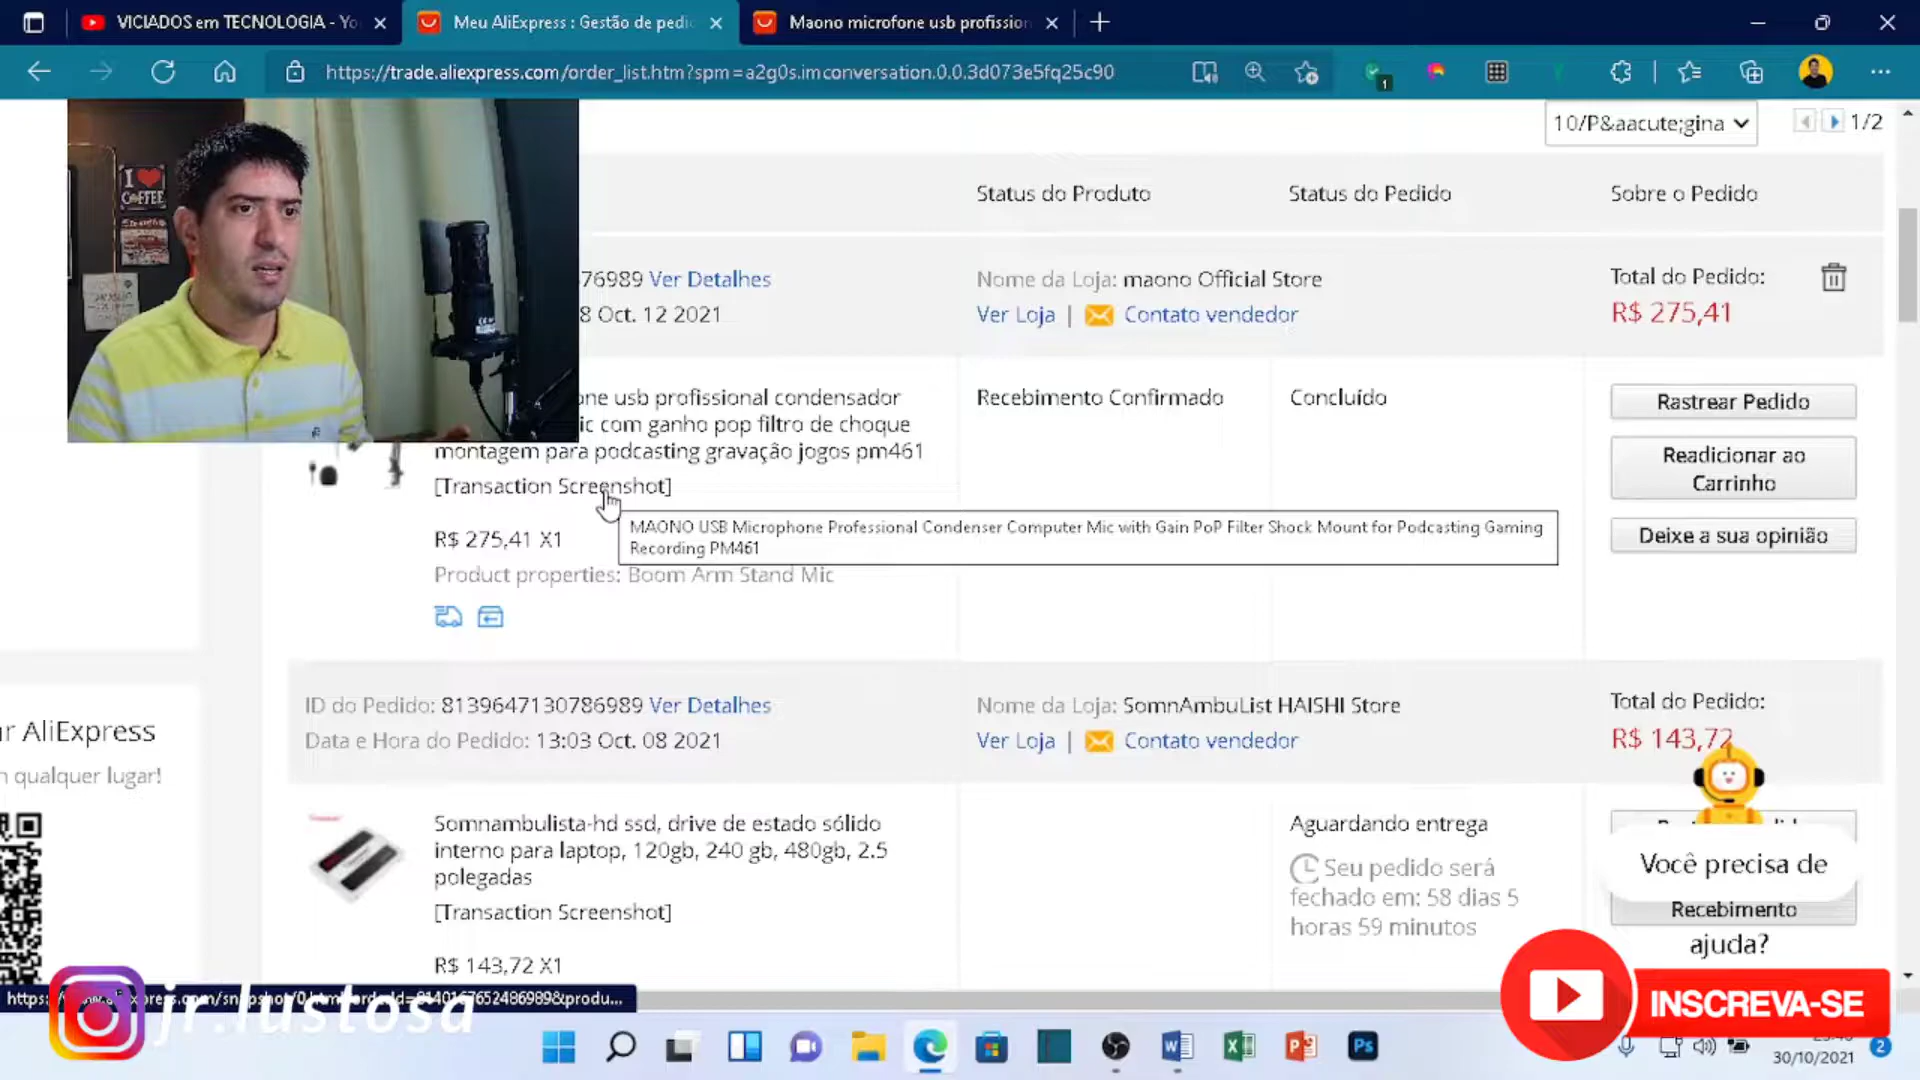 VICIADOS em TECNOLOGIA - Yo
Meu AliExpress : Gestão de pedi
Maono microfone usb profission
https://trade.aliexpress.com/order_list.htm?spm=a2g0s.imconversation.0.0.3d073e5fq25c90
1
10/P&aacute;gina
1/2
Status do Produto
Status do Pedido
Sobre o Pedido
I
COFFEE
76989 Ver Detalhes
Nome da Loja: maono Official Store
Total do Pedido:
8 Oct. 12 2021
Ver Loja | Contato vendedor
R$ 275,41
one usb profissional condensador
ic com ganho pop filtro de choque
montagem para podcasting gravação jogos pm461
[Transaction Screenshot]
Recebimento Confirmado
Concluído
Rastrear Pedido
Readicionar ao
Carrinho
Deixe a sua opinião
MAONO USB Microphone Professional Condenser Computer Mic with Gain PoP Filter Shock Mount for Podcasting Gaming
Recording PM461
R$ 275,41 X1
Product properties: Boom Arm Stand Mic
ID do Pedido: 8139647130786989 Ver Detalhes
Nome da Loja: SomnAmbuList HAISHI Store
Total do Pedido:
Data e Hora do Pedido: 13:03 Oct. 08 2021
Ver Loja | Contato vendedor
R$ 143,72
r AliExpress
n qualquer lugar!
Somnambulista-hd ssd, drive de estado sólido
interno para laptop, 120gb, 240 gb, 480gb, 2.5
polegadas
[Transaction Screenshot]
R$ 143,72 X1
Aguardando entrega
Seu pedido será
fechado em: 58 dias 5
horas 59 minutos
Você precisa de
Recebimento
ajuda?
jr.lustosa
INSCREVA-SE
30/10/2021
2